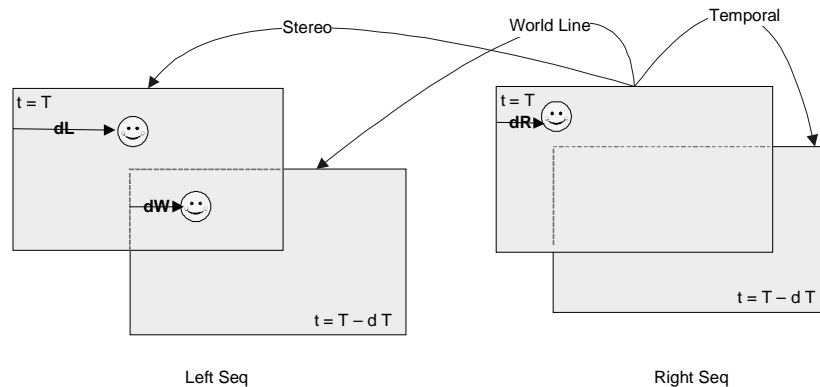 Stereo
World Line
Temporal
t = T
dL
dW
t = T – d T
t = T
dR
t = T – d T
Left Seq
Right Seq